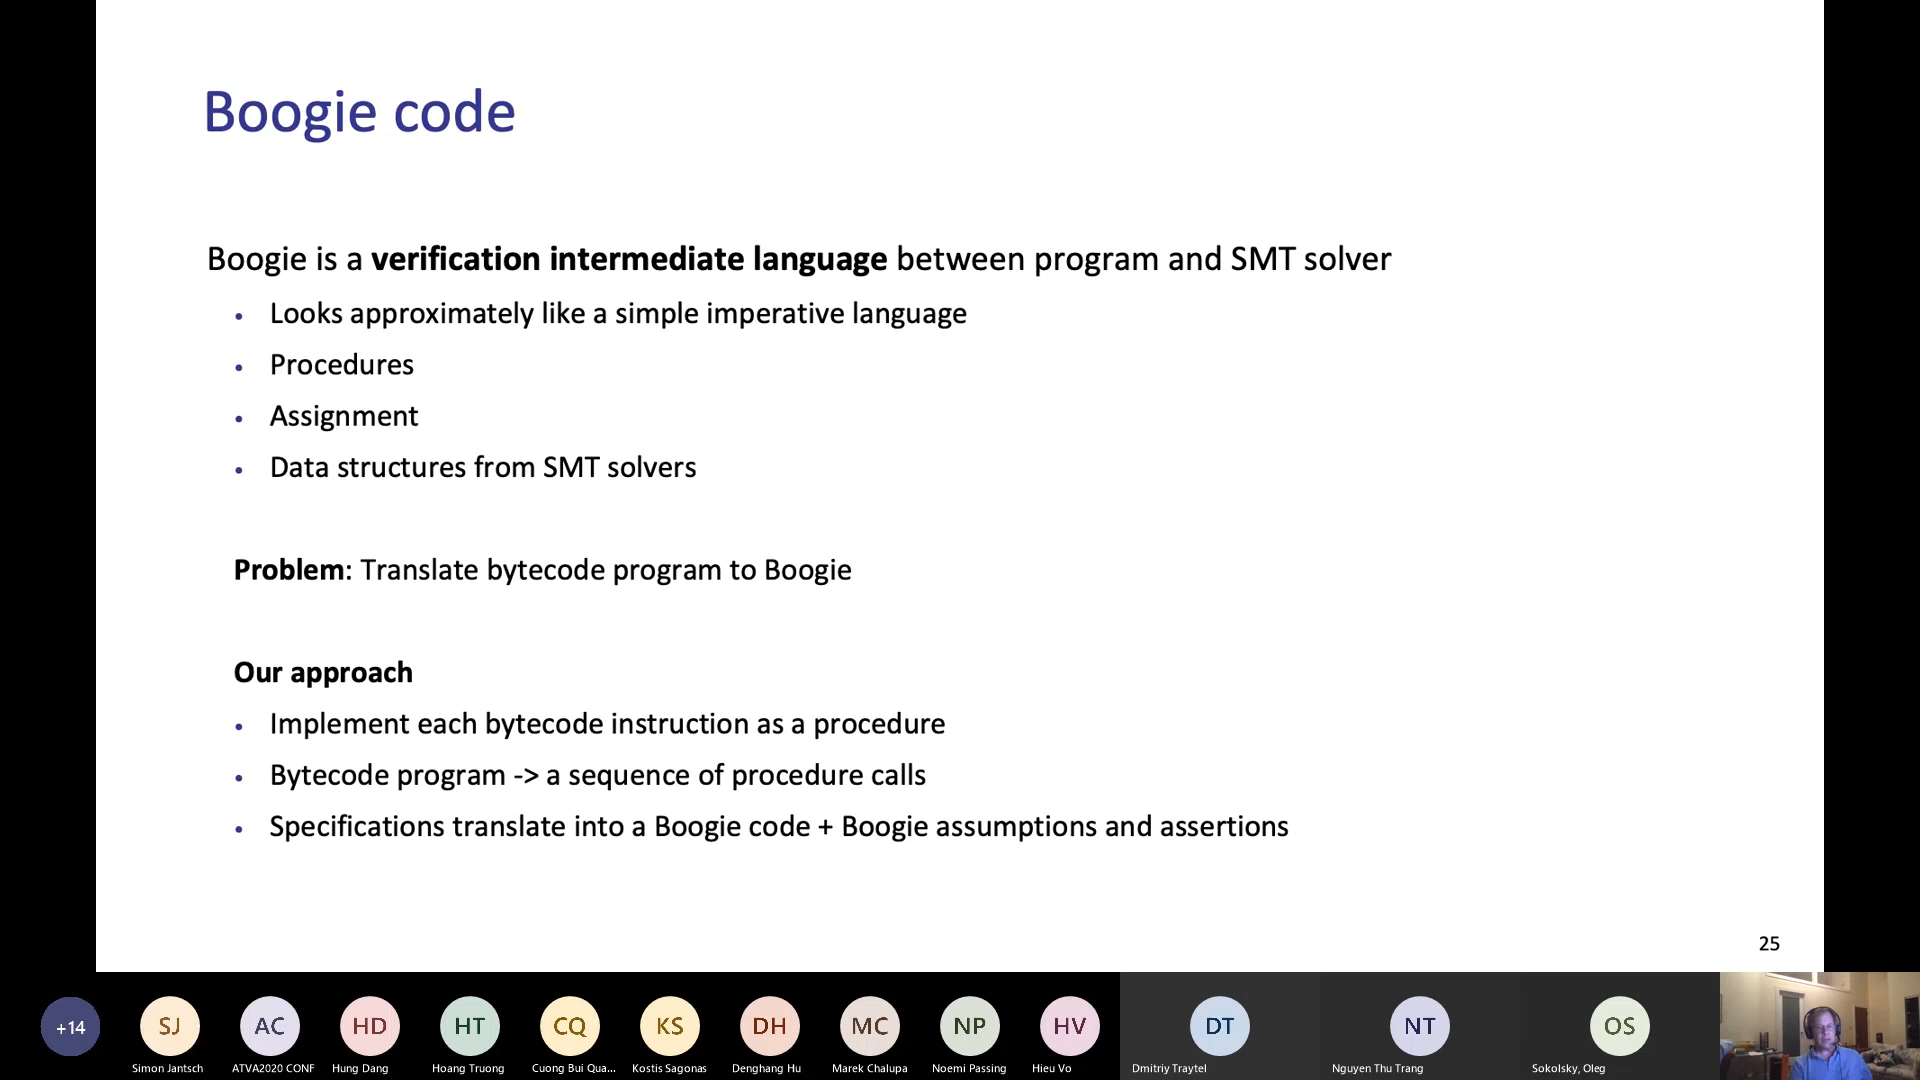 Boogie code
Boogie is a verification intermediate language between program and SMT solver
• Looks approximately like a simple imperative language
• Procedures
• Assignment
• Data structures from SMT solvers
Problem: Translate bytecode program to Boogie
Our approach
• Implement each bytecode instruction as a procedure
• Bytecode program -> a sequence of procedure calls
• Specifications translate into a Boogie code + Boogie assumptions and assertions
25
+14 SJ AC HD HT CQ KS DH MC NP HV DT NT OS
Simon Jantsch ATVA2020 CONF Hung Dang Hoang Truong Cuong Bui Qua... Kostis Sagonas Denghang Hu Marek Chalupa Noemi Passing Hieu Vo Dmitriy Traytel Nguyen Thu Trang Sokolsky, Oleg